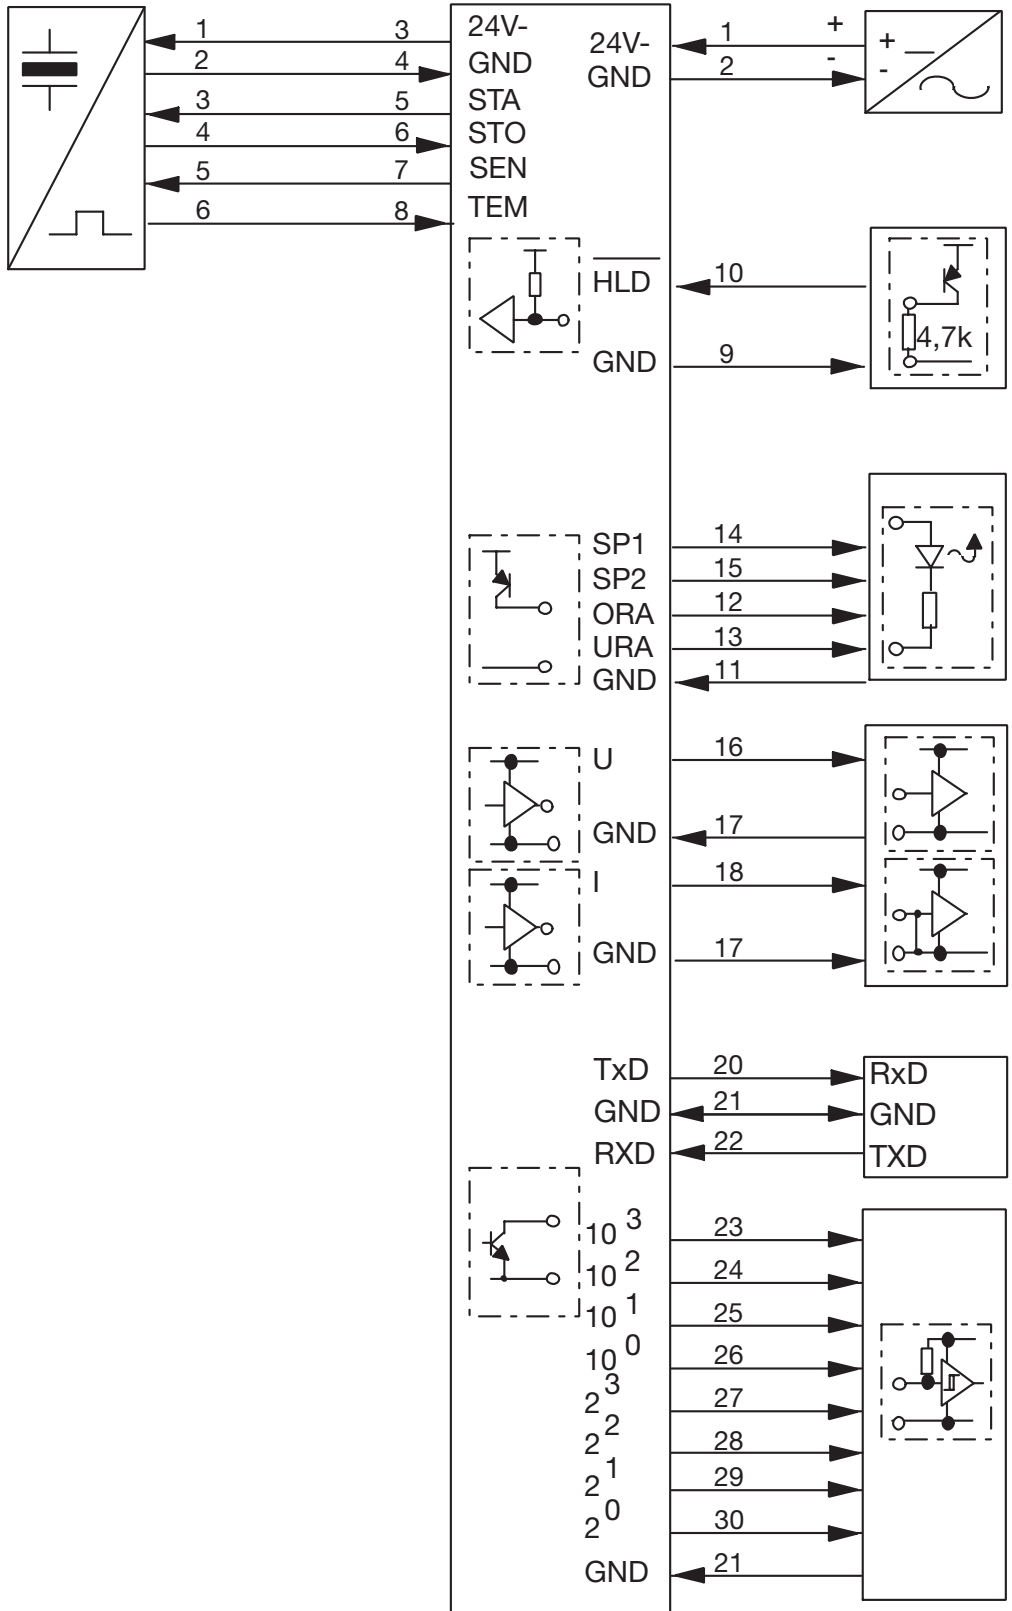 1 3 24V-
2 4 GND
3 5 STA
4 6 STO
5 7 SEN
6 8 TEM
24V- 1 + +
GND 2 - -
HLD 10
4,7k
GND 9
SP1 14
SP2 15
ORA 12
URA 13
GND 11
U 16
GND 17
I 18
GND 17
TxD 20 RxD
GND 21 GND
RXD 22 TXD
10 3 23
10 2 24
10 1 25
10 0 26
2 3 27
2 2 28
2 1 29
2 0 30
GND 21